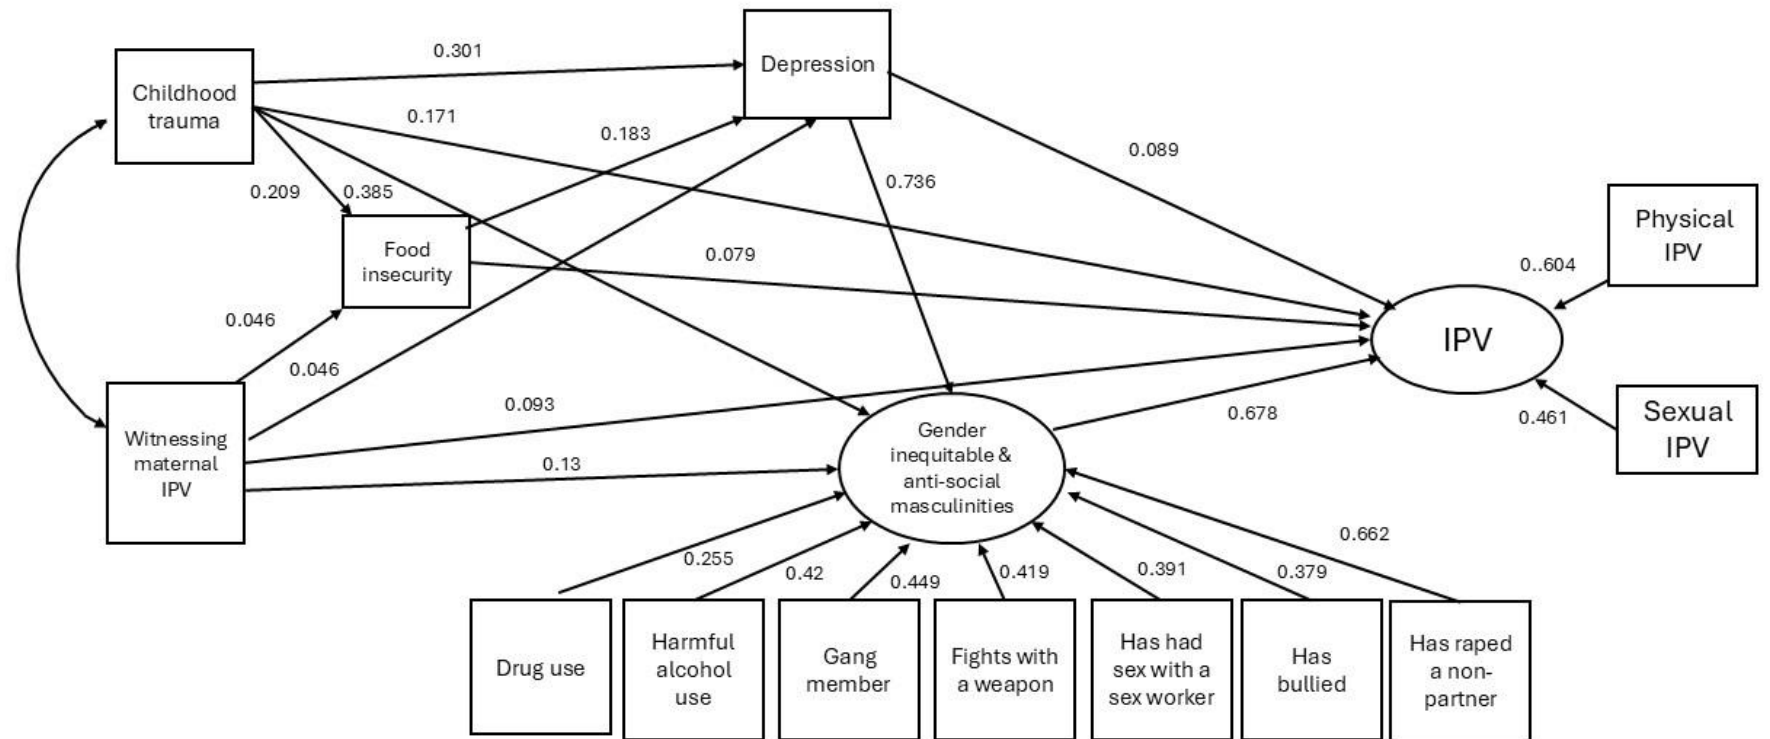 0.301
Depression
Childhood
trauma
0.171
0.183
0.089
0.209
0.385
0.736
Physical
IPV
Food
insecurity
0.079
0..604
0.046
IPV
0.046
0.093
0.678
0.461
Sexual
IPV
Witnessing
maternal
IPV
0.13
Gender
inequitable &
anti-social
masculinities
0.255
0.42
0.449
0.419
0.391
0.379
0.662
Drug use
Harmful
alcohol
use
Gang
member
Fights with
a weapon
Has had
sex with a
sex worker
Has
bullied
Has raped
a non-
partner